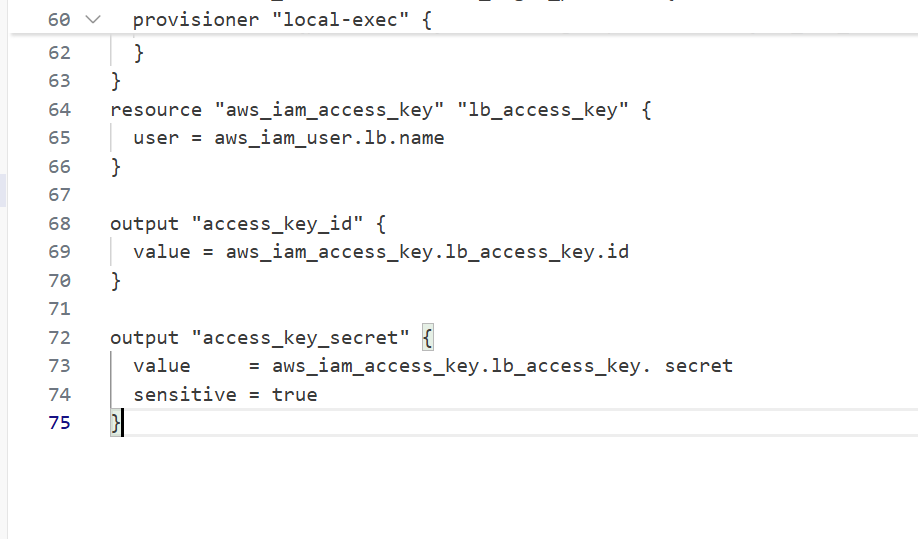 60 provisioner "local-exec" {
62 }
63 }
64 resource "aws_iam_access_key" "lb_access_key" {
65 user = aws_iam_user.lb.name
66 }
67
68 output "access_key_id" {
69 value = aws_iam_access_key.lb_access_key.id
70 }
71
72 output "access_key_secret" {
73 value     = aws_iam_access_key.lb_access_key. secret
74 sensitive = true
75 }